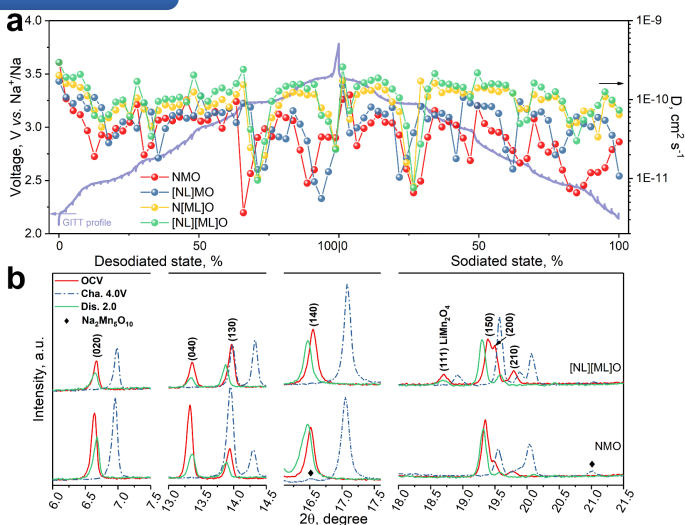 a
4.0
3.5
3.0
2.5
2.0
Voltage, V vs. Na⁺/Na
1E-9
1E-10
1E-11
D, cm² s⁻¹
NMO
[NL]MO
N[ML]O
[NL][ML]O
GITT profile
0
50
100|0
50
100
Desodiated state, %
Sodiated state, %
b
OCV
Cha. 4.0V
Dis. 2.0
Na₂Mn₅O₁₀
(020)
(040)
(130)
(140)
(111) LiMn₂O₄
(150)
(200)
(210)
[NL][ML]O
NMO
Intensity, a.u.
6.0
6.5
7.0
7.5
13.0
13.5
14.0
14.5
16.5
17.0
17.5
18.0
18.5
19.0
19.5
20.0
20.5
21.0
21.5
2θ, degree